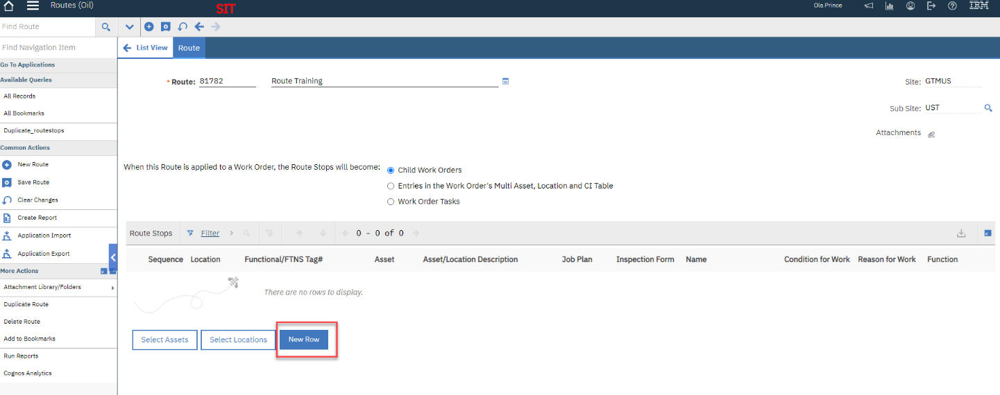 Routes (Oil)
SIT
Ola Prince
IBM
Find Route
Find Navigation Item
List View
Route
Go To Applications
Available Queries
All Records
All Bookmarks
Duplicate_routestops
Common Actions
New Route
Save Route
Clear Changes
Create Report
Application Import
Application Export
More Actions
Attachment Library/Folders
Duplicate Route
Delete Route
Add to Bookmarks
Run Reports
Cognos Analytics
* Route: 81782 Route Training
Site: GTMUS
Sub Site: UST
Attachments
When this Route is applied to a Work Order, the Route Stops will become:
Child Work Orders
Entries in the Work Order's Multi Asset, Location and CI Table
Work Order Tasks
Route Stops Filter 0 - 0 of 0
Sequence Location Functional/FTNS Tag# Asset Asset/Location Description Job Plan Inspection Form Name Condition for Work Reason for Work Function
There are no rows to display.
Select Assets Select Locations New Row